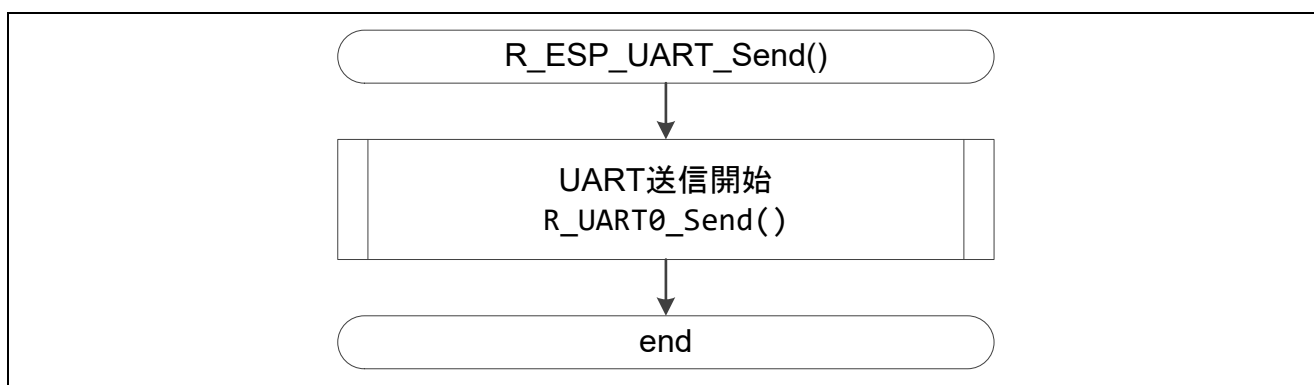 R_ESP_UART_Send()
UART送信開始
R_UART0_Send()
end